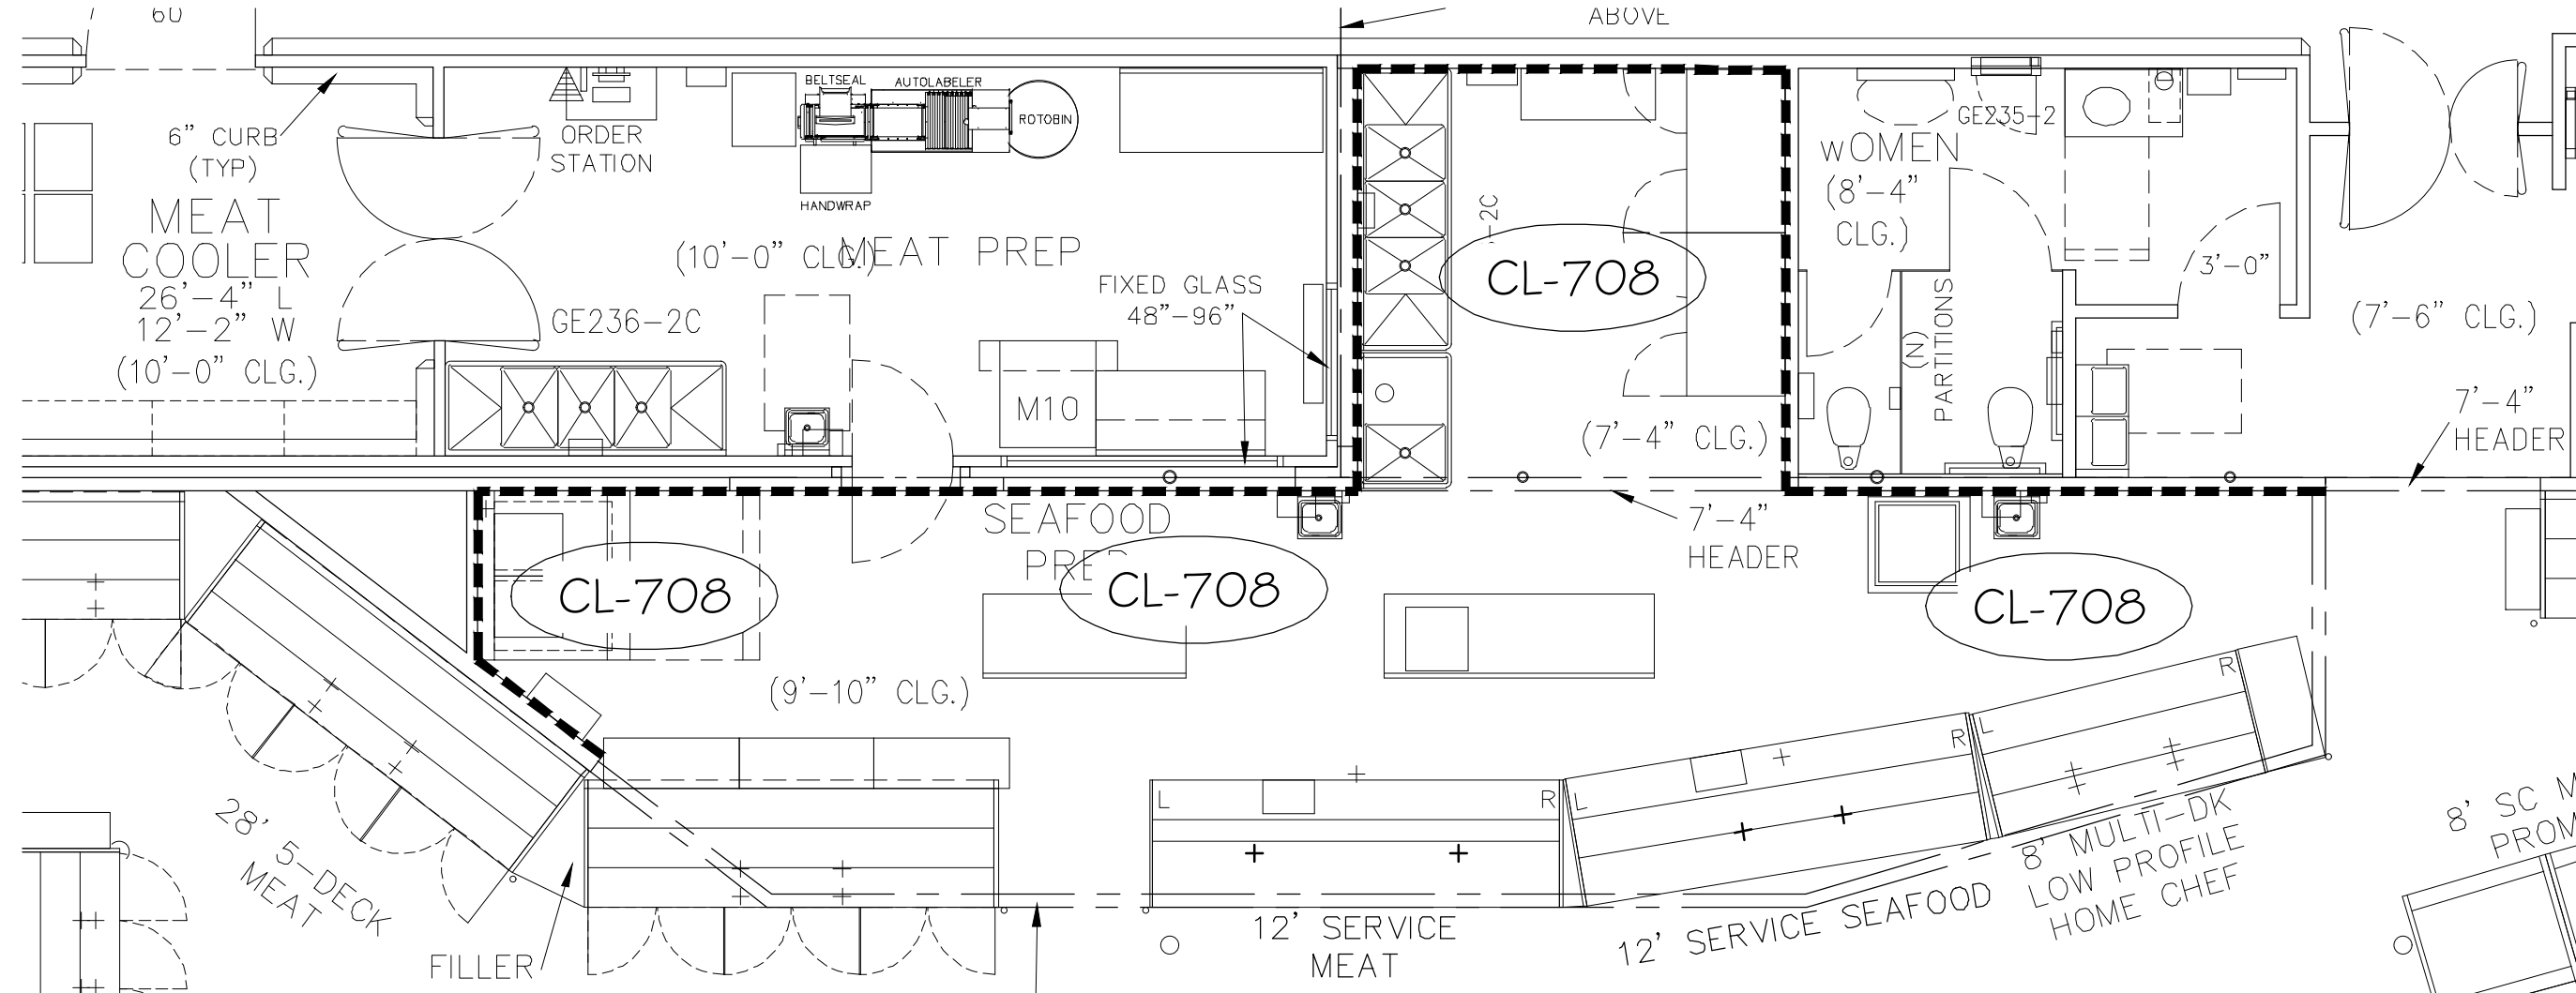 60
ABOVE
6" CURB
(TYP)
MEAT
COOLER
26'-4" L
12'-2" W
(10'-0" CLG.)
ORDER
STATION
BELTSEAL
AUTOLABELER
ROTOBIN
HANDWRAP
(10'-0" CLG.)
MEAT PREP
GE236-2C
FIXED GLASS
48"-96"
M10
-2C
CL-708
(7'-4" CLG.)
WOMEN
(8'-4"
CLG.)
GE235-2
(N)
PARTITIONS
3'-0"
(7'-6" CLG.)
7'-4"
HEADER
SEAFOOD
PRE
7'-4"
HEADER
CL-708
CL-708
CL-708
(9'-10" CLG.)
28' 5-DECK
MEAT
FILLER
L
R
L
R
L
R
12' SERVICE
MEAT
12' SERVICE SEAFOOD
8' MULTI-DK
LOW PROFILE
HOME CHEF
8' SC M
PROM